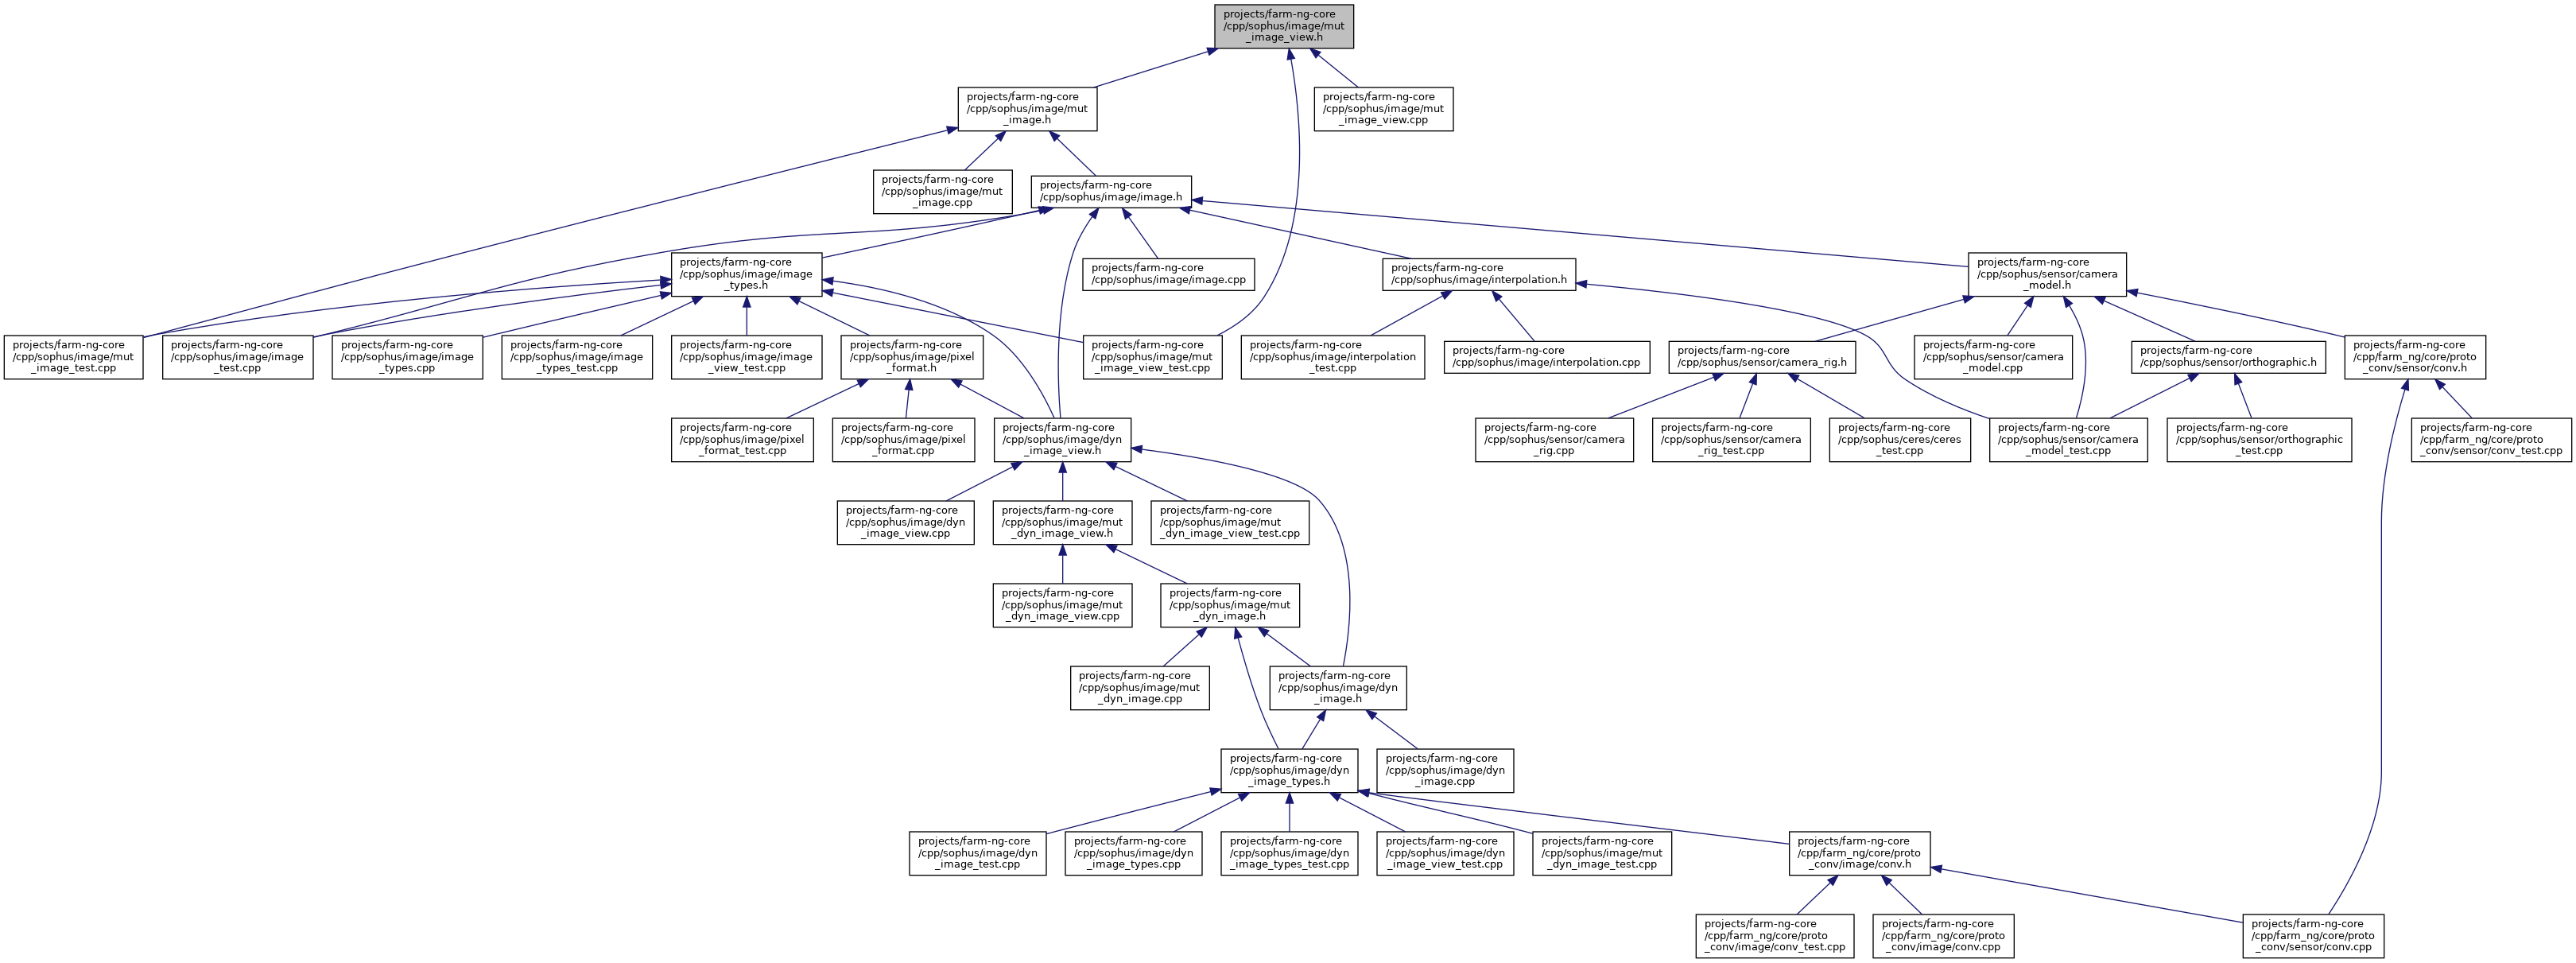 projects/farm-ng-core
/cpp/sophus/image/mut
_image_view.h
projects/farm-ng-core
/cpp/sophus/image/mut
_image.h
projects/farm-ng-core
/cpp/sophus/image/mut
_image_view.cpp
projects/farm-ng-core
/cpp/sophus/image/mut
_image.cpp
projects/farm-ng-core
/cpp/sophus/image/image.h
projects/farm-ng-core
/cpp/sophus/image/image
_types.h
projects/farm-ng-core
/cpp/sophus/image/image.cpp
projects/farm-ng-core
/cpp/sophus/image/interpolation.h
projects/farm-ng-core
/cpp/sophus/sensor/camera
_model.h
projects/farm-ng-core
/cpp/sophus/image/mut
_image_test.cpp
projects/farm-ng-core
/cpp/sophus/image/image
_test.cpp
projects/farm-ng-core
/cpp/sophus/image/image
_types.cpp
projects/farm-ng-core
/cpp/sophus/image/image
_types_test.cpp
projects/farm-ng-core
/cpp/sophus/image/image
_view_test.cpp
projects/farm-ng-core
/cpp/sophus/image/pixel
_format.h
projects/farm-ng-core
/cpp/sophus/image/mut
_image_view_test.cpp
projects/farm-ng-core
/cpp/sophus/image/interpolation
_test.cpp
projects/farm-ng-core
/cpp/sophus/image/interpolation.cpp
projects/farm-ng-core
/cpp/sophus/sensor/camera_rig.h
projects/farm-ng-core
/cpp/sophus/sensor/camera
_model.cpp
projects/farm-ng-core
/cpp/sophus/sensor/orthographic.h
projects/farm-ng-core
/cpp/farm_ng/core/proto
_conv/sensor/conv.h
projects/farm-ng-core
/cpp/sophus/image/pixel
_format_test.cpp
projects/farm-ng-core
/cpp/sophus/image/pixel
_format.cpp
projects/farm-ng-core
/cpp/sophus/image/dyn
_image_view.h
projects/farm-ng-core
/cpp/sophus/sensor/camera
_rig.cpp
projects/farm-ng-core
/cpp/sophus/sensor/camera
_rig_test.cpp
projects/farm-ng-core
/cpp/sophus/ceres/ceres
_test.cpp
projects/farm-ng-core
/cpp/sophus/sensor/camera
_model_test.cpp
projects/farm-ng-core
/cpp/sophus/sensor/orthographic
_test.cpp
projects/farm-ng-core
/cpp/farm_ng/core/proto
_conv/sensor/conv_test.cpp
projects/farm-ng-core
/cpp/sophus/image/dyn
_image_view.cpp
projects/farm-ng-core
/cpp/sophus/image/mut
_dyn_image_view.h
projects/farm-ng-core
/cpp/sophus/image/mut
_dyn_image_view_test.cpp
projects/farm-ng-core
/cpp/sophus/image/mut
_dyn_image_view.cpp
projects/farm-ng-core
/cpp/sophus/image/mut
_dyn_image.h
projects/farm-ng-core
/cpp/sophus/image/mut
_dyn_image.cpp
projects/farm-ng-core
/cpp/sophus/image/dyn
_image.h
projects/farm-ng-core
/cpp/sophus/image/dyn
_image_types.h
projects/farm-ng-core
/cpp/sophus/image/dyn
_image.cpp
projects/farm-ng-core
/cpp/sophus/image/dyn
_image_test.cpp
projects/farm-ng-core
/cpp/sophus/image/dyn
_image_types.cpp
projects/farm-ng-core
/cpp/sophus/image/dyn
_image_types_test.cpp
projects/farm-ng-core
/cpp/sophus/image/dyn
_image_view_test.cpp
projects/farm-ng-core
/cpp/sophus/image/mut
_dyn_image_test.cpp
projects/farm-ng-core
/cpp/farm_ng/core/proto
_conv/image/conv.h
projects/farm-ng-core
/cpp/farm_ng/core/proto
_conv/image/conv_test.cpp
projects/farm-ng-core
/cpp/farm_ng/core/proto
_conv/image/conv.cpp
projects/farm-ng-core
/cpp/farm_ng/core/proto
_conv/sensor/conv.cpp